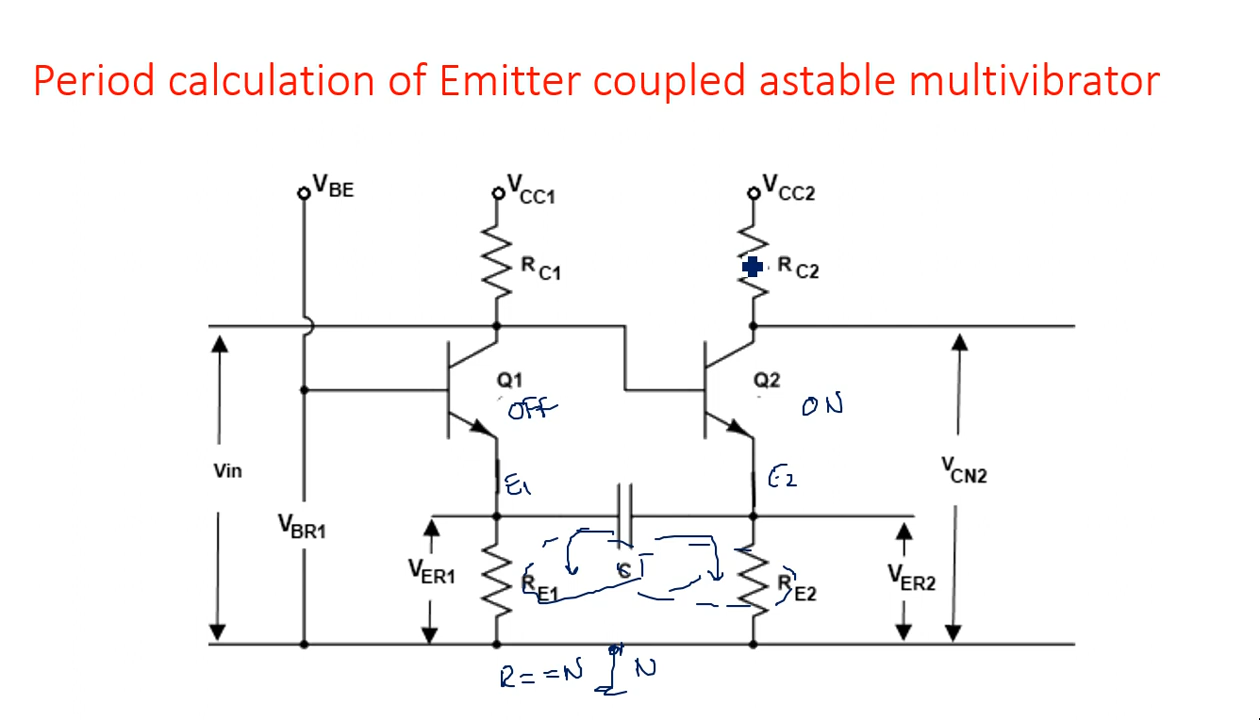 Period calculation of Emitter coupled astable multivibrator
VBE VCC1 VCC2
RC1 RC2
Q1 Q2
OFF ON
Vin E1 E2 VCN2
VBR1
VER1 RE1 C RE2 VER2
R = = N N